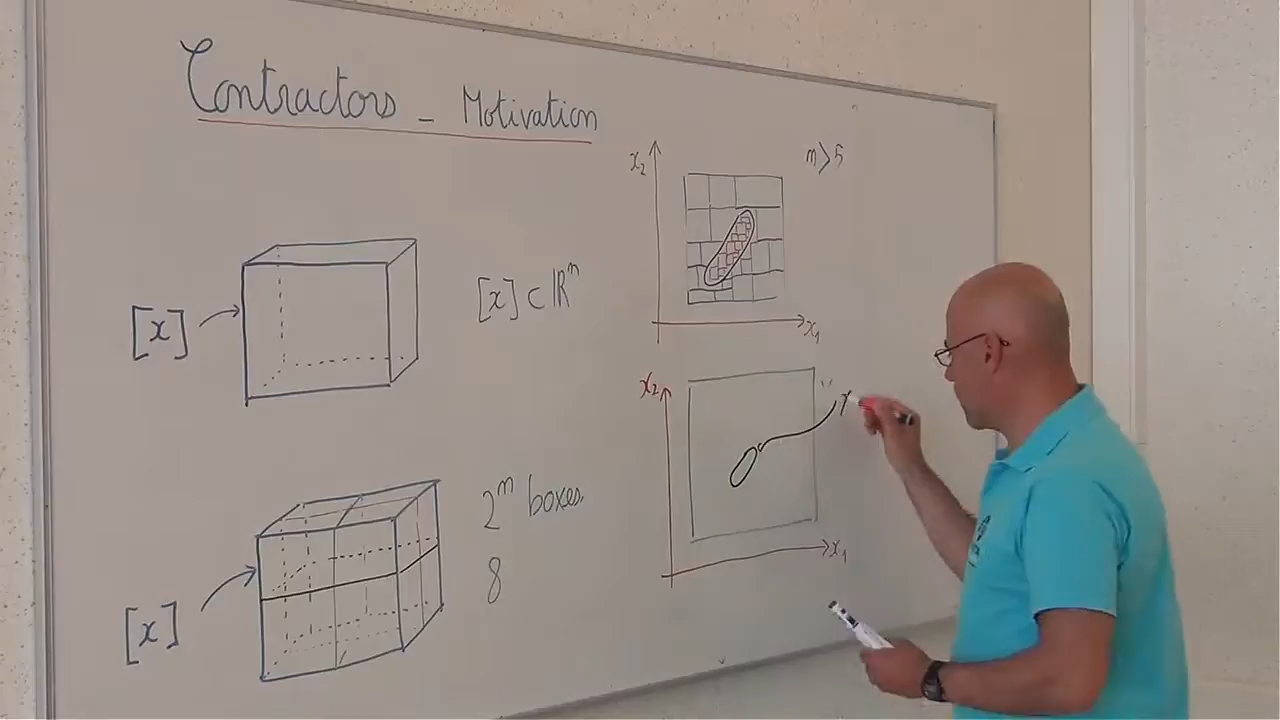 Contractors - Motivation
[x]
[x] ⊂ ℝⁿ
[x]
2ⁿ boxes.
8
x₂
n>5
x₁
x₂
x₁